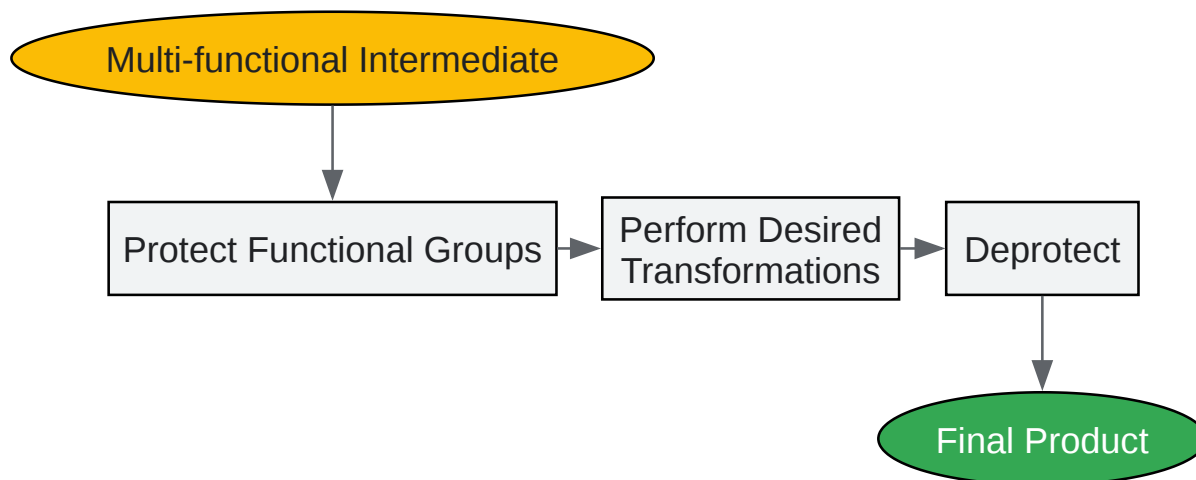 Multi-functional Intermediate
Protect Functional Groups
Perform Desired
Transformations
Deprotect
Final Product